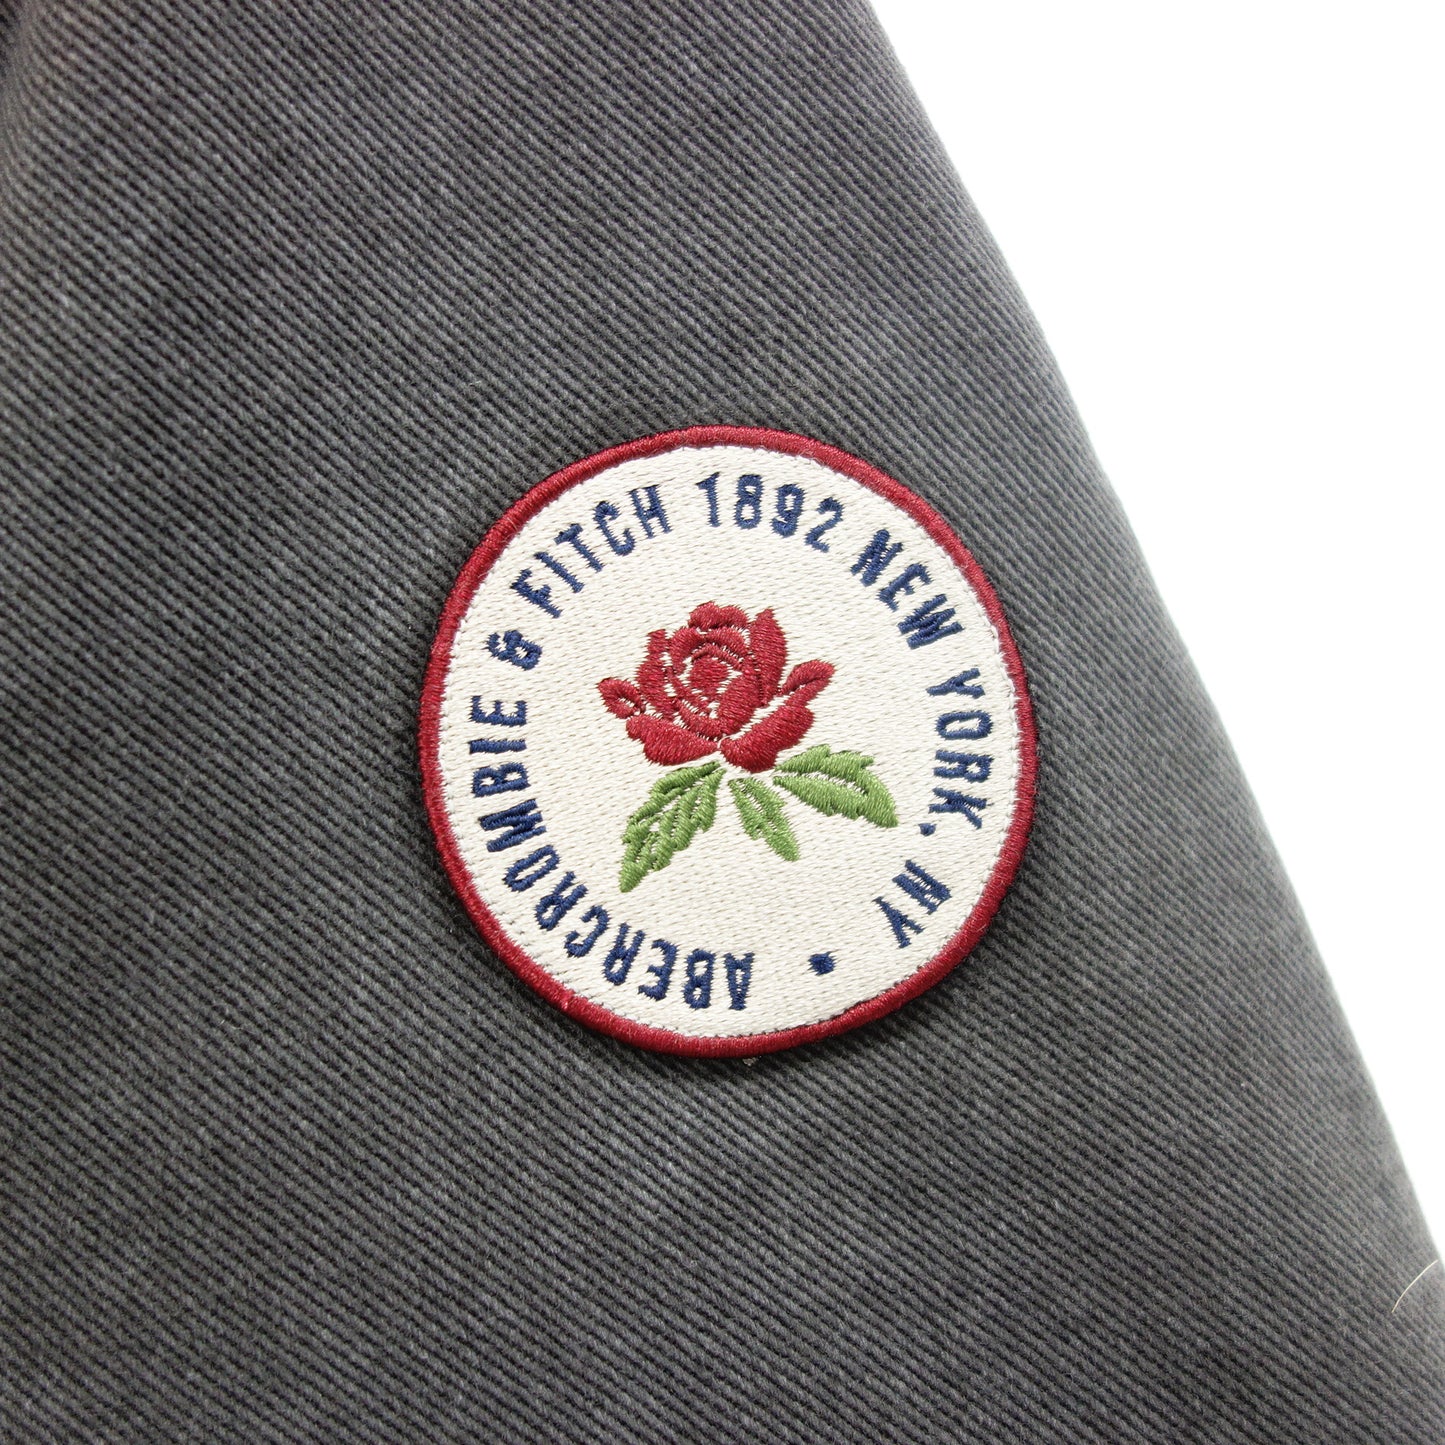 ABERCROMBIE & FITCH 1892 NEW YORK, NY •